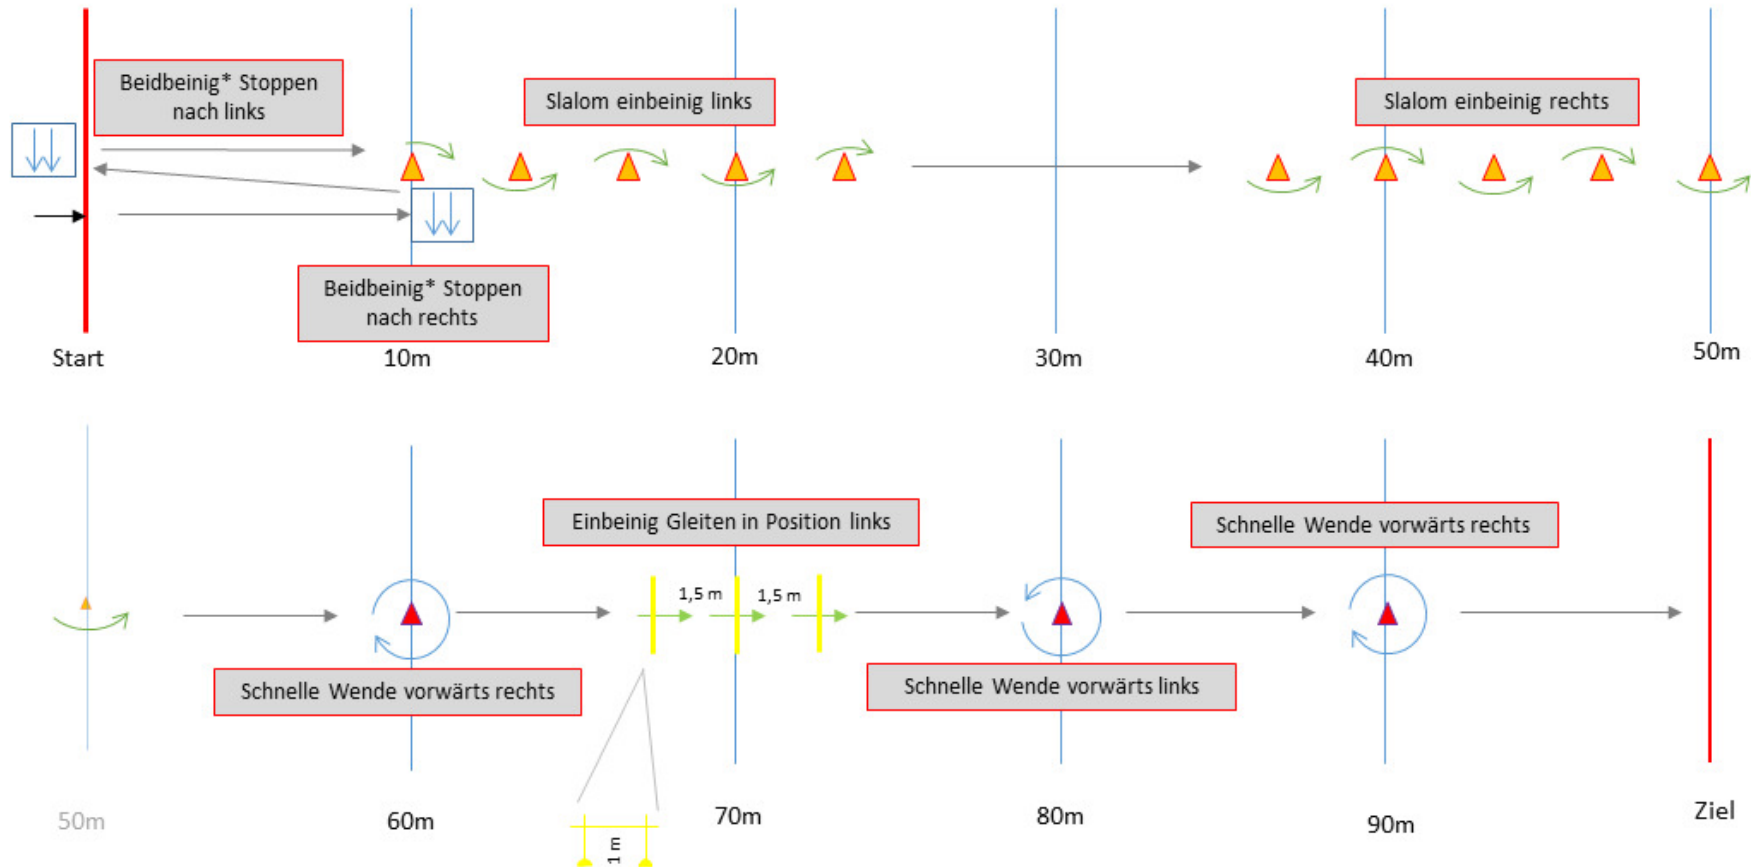 Beidbeinig* Stoppen
nach links
Slalom einbeinig links
Slalom einbeinig rechts
Beidbeinig* Stoppen
nach rechts
Start
10m
20m
30m
40m
50m
Einbeinig Gleiten in Position links
Schnelle Wende vorwärts rechts
1,5 m
1,5 m
Schnelle Wende vorwärts rechts
Schnelle Wende vorwärts links
50m
60m
70m
80m
90m
Ziel
1 m